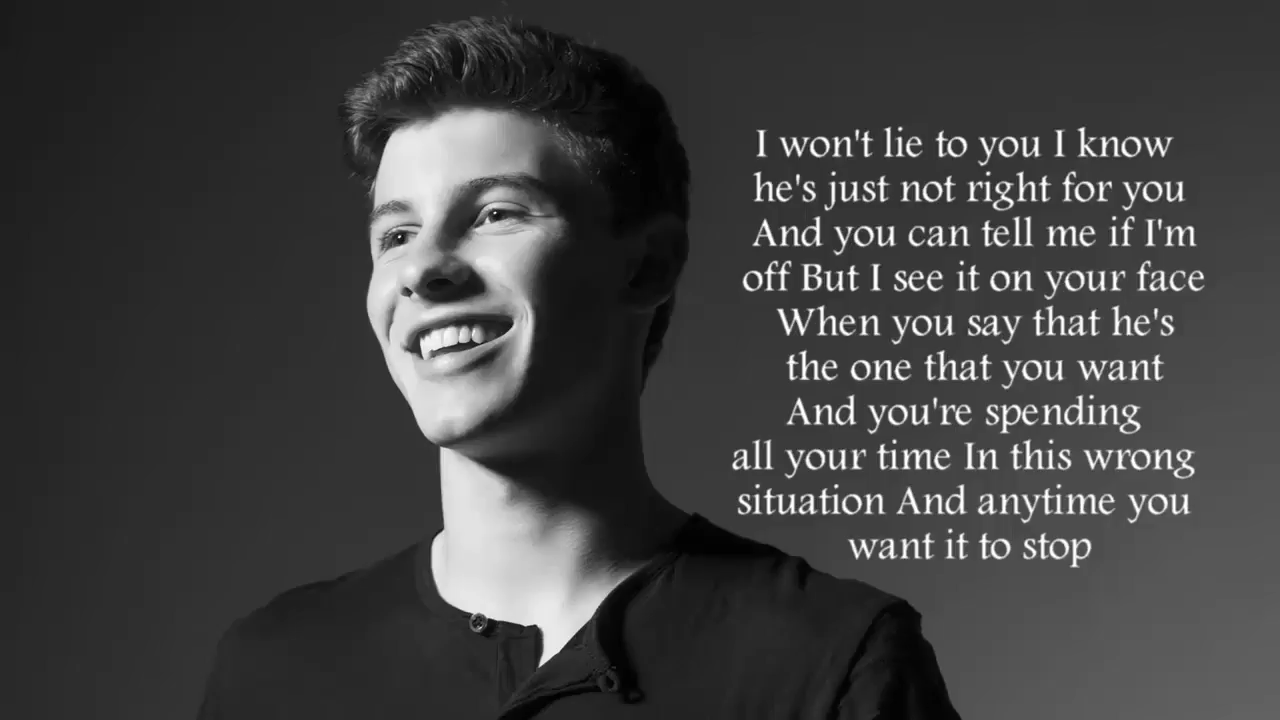 I won't lie to you I know
he's just not right for you
And you can tell me if I'm
off But I see it on your face
When you say that he's
the one that you want
And you're spending
all your time In this wrong
situation And anytime you
want it to stop